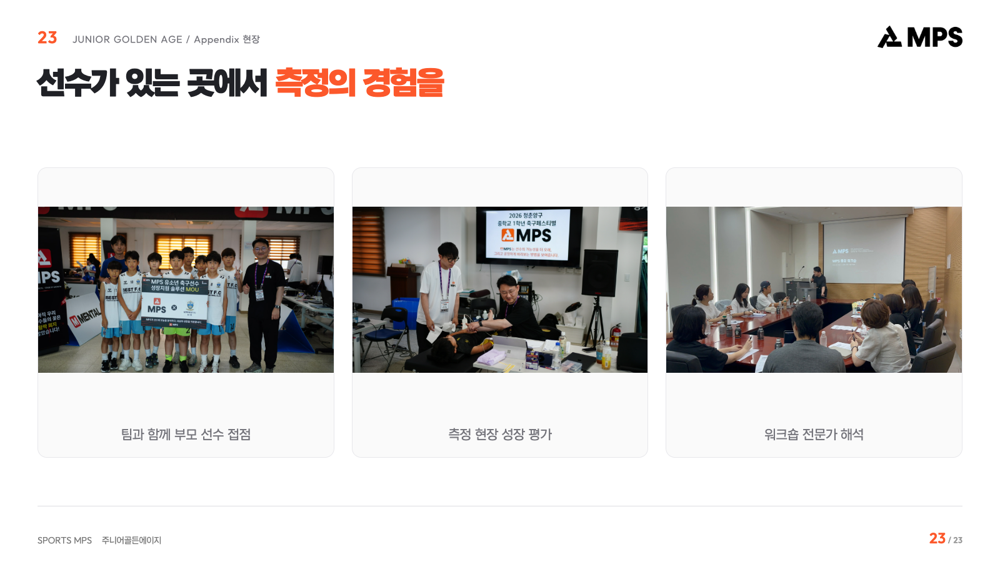 23 JUNIOR GOLDEN AGE / Appendix 현장
MPS
선수가 있는 곳에서 측정의 경험을
MPS
MPS 유소년 축구선수
성장지원 솔루션 MOU
MPS
MPS
BEST F.C
BEST F.C
MENTAL
2026 청춘양구
중학교 1학년 축구페스티벌
MPS
MPS
팀과 함께 부모 선수 접점
측정 현장 성장 평가
워크숍 전문가 해석
SPORTS MPS 주니어골든에이지
23 / 23